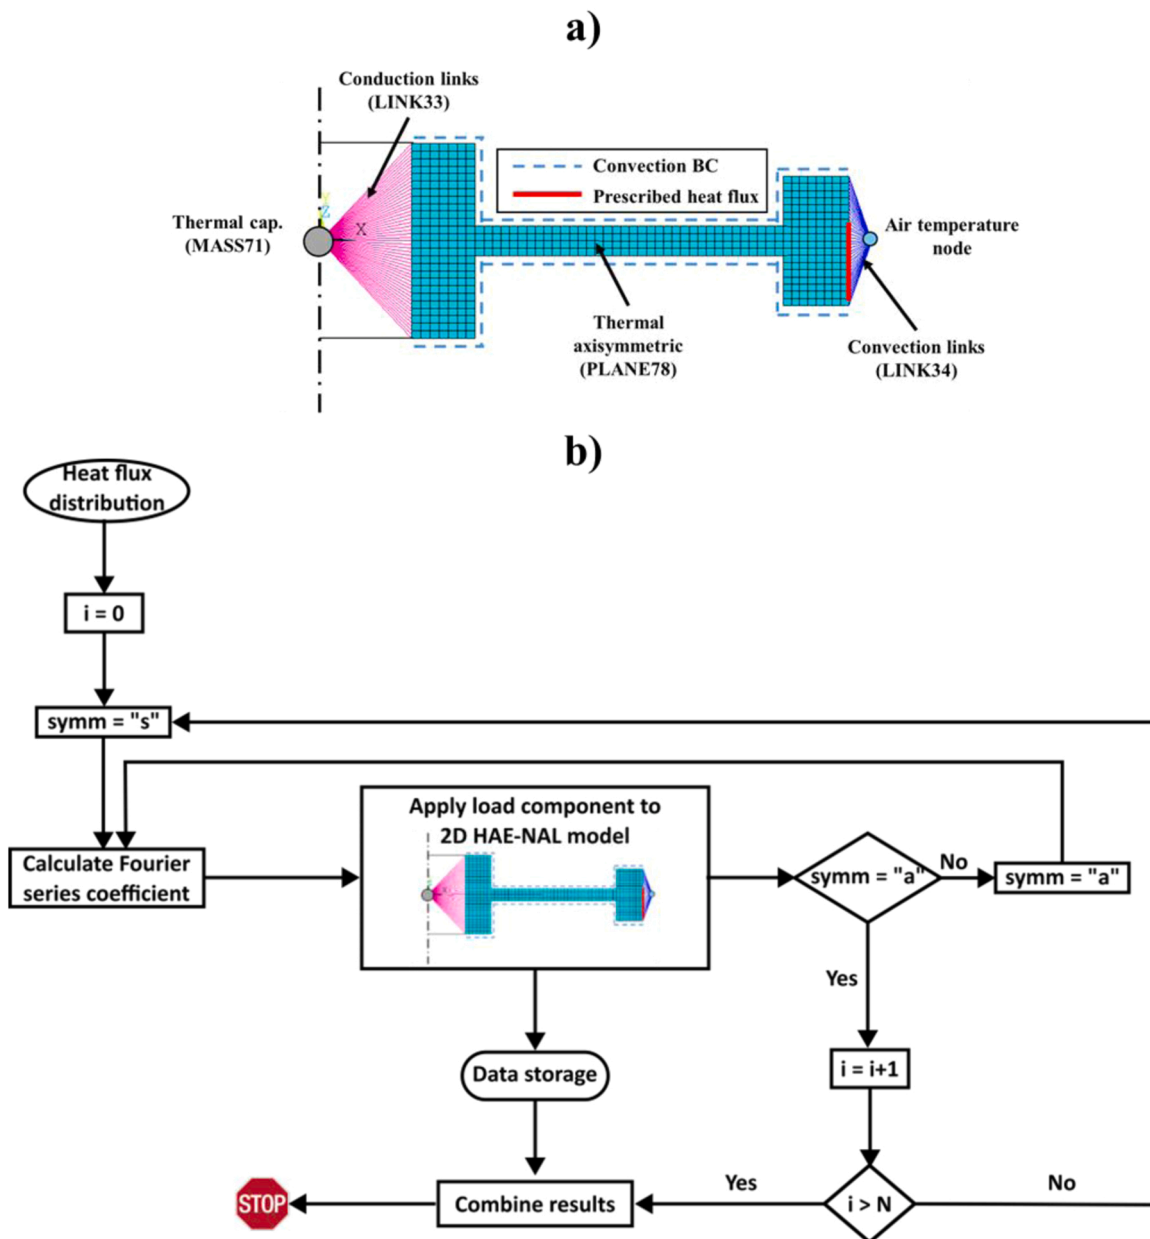 a)
Conduction links
(LINK33)
Convection BC
Prescribed heat flux
Thermal cap.
(MASS71)
Y
Z
X
Air temperature
node
Thermal
axisymmetric
(PLANE78)
Convection links
(LINK34)
b)
Heat flux
distribution
i = 0
symm = "s"
Calculate Fourier
series coefficient
Apply load component to
2D HAE-NAL model
symm = "a"
No
symm = "a"
Yes
Data storage
i = i+1
STOP
Combine results
Yes
i > N
No